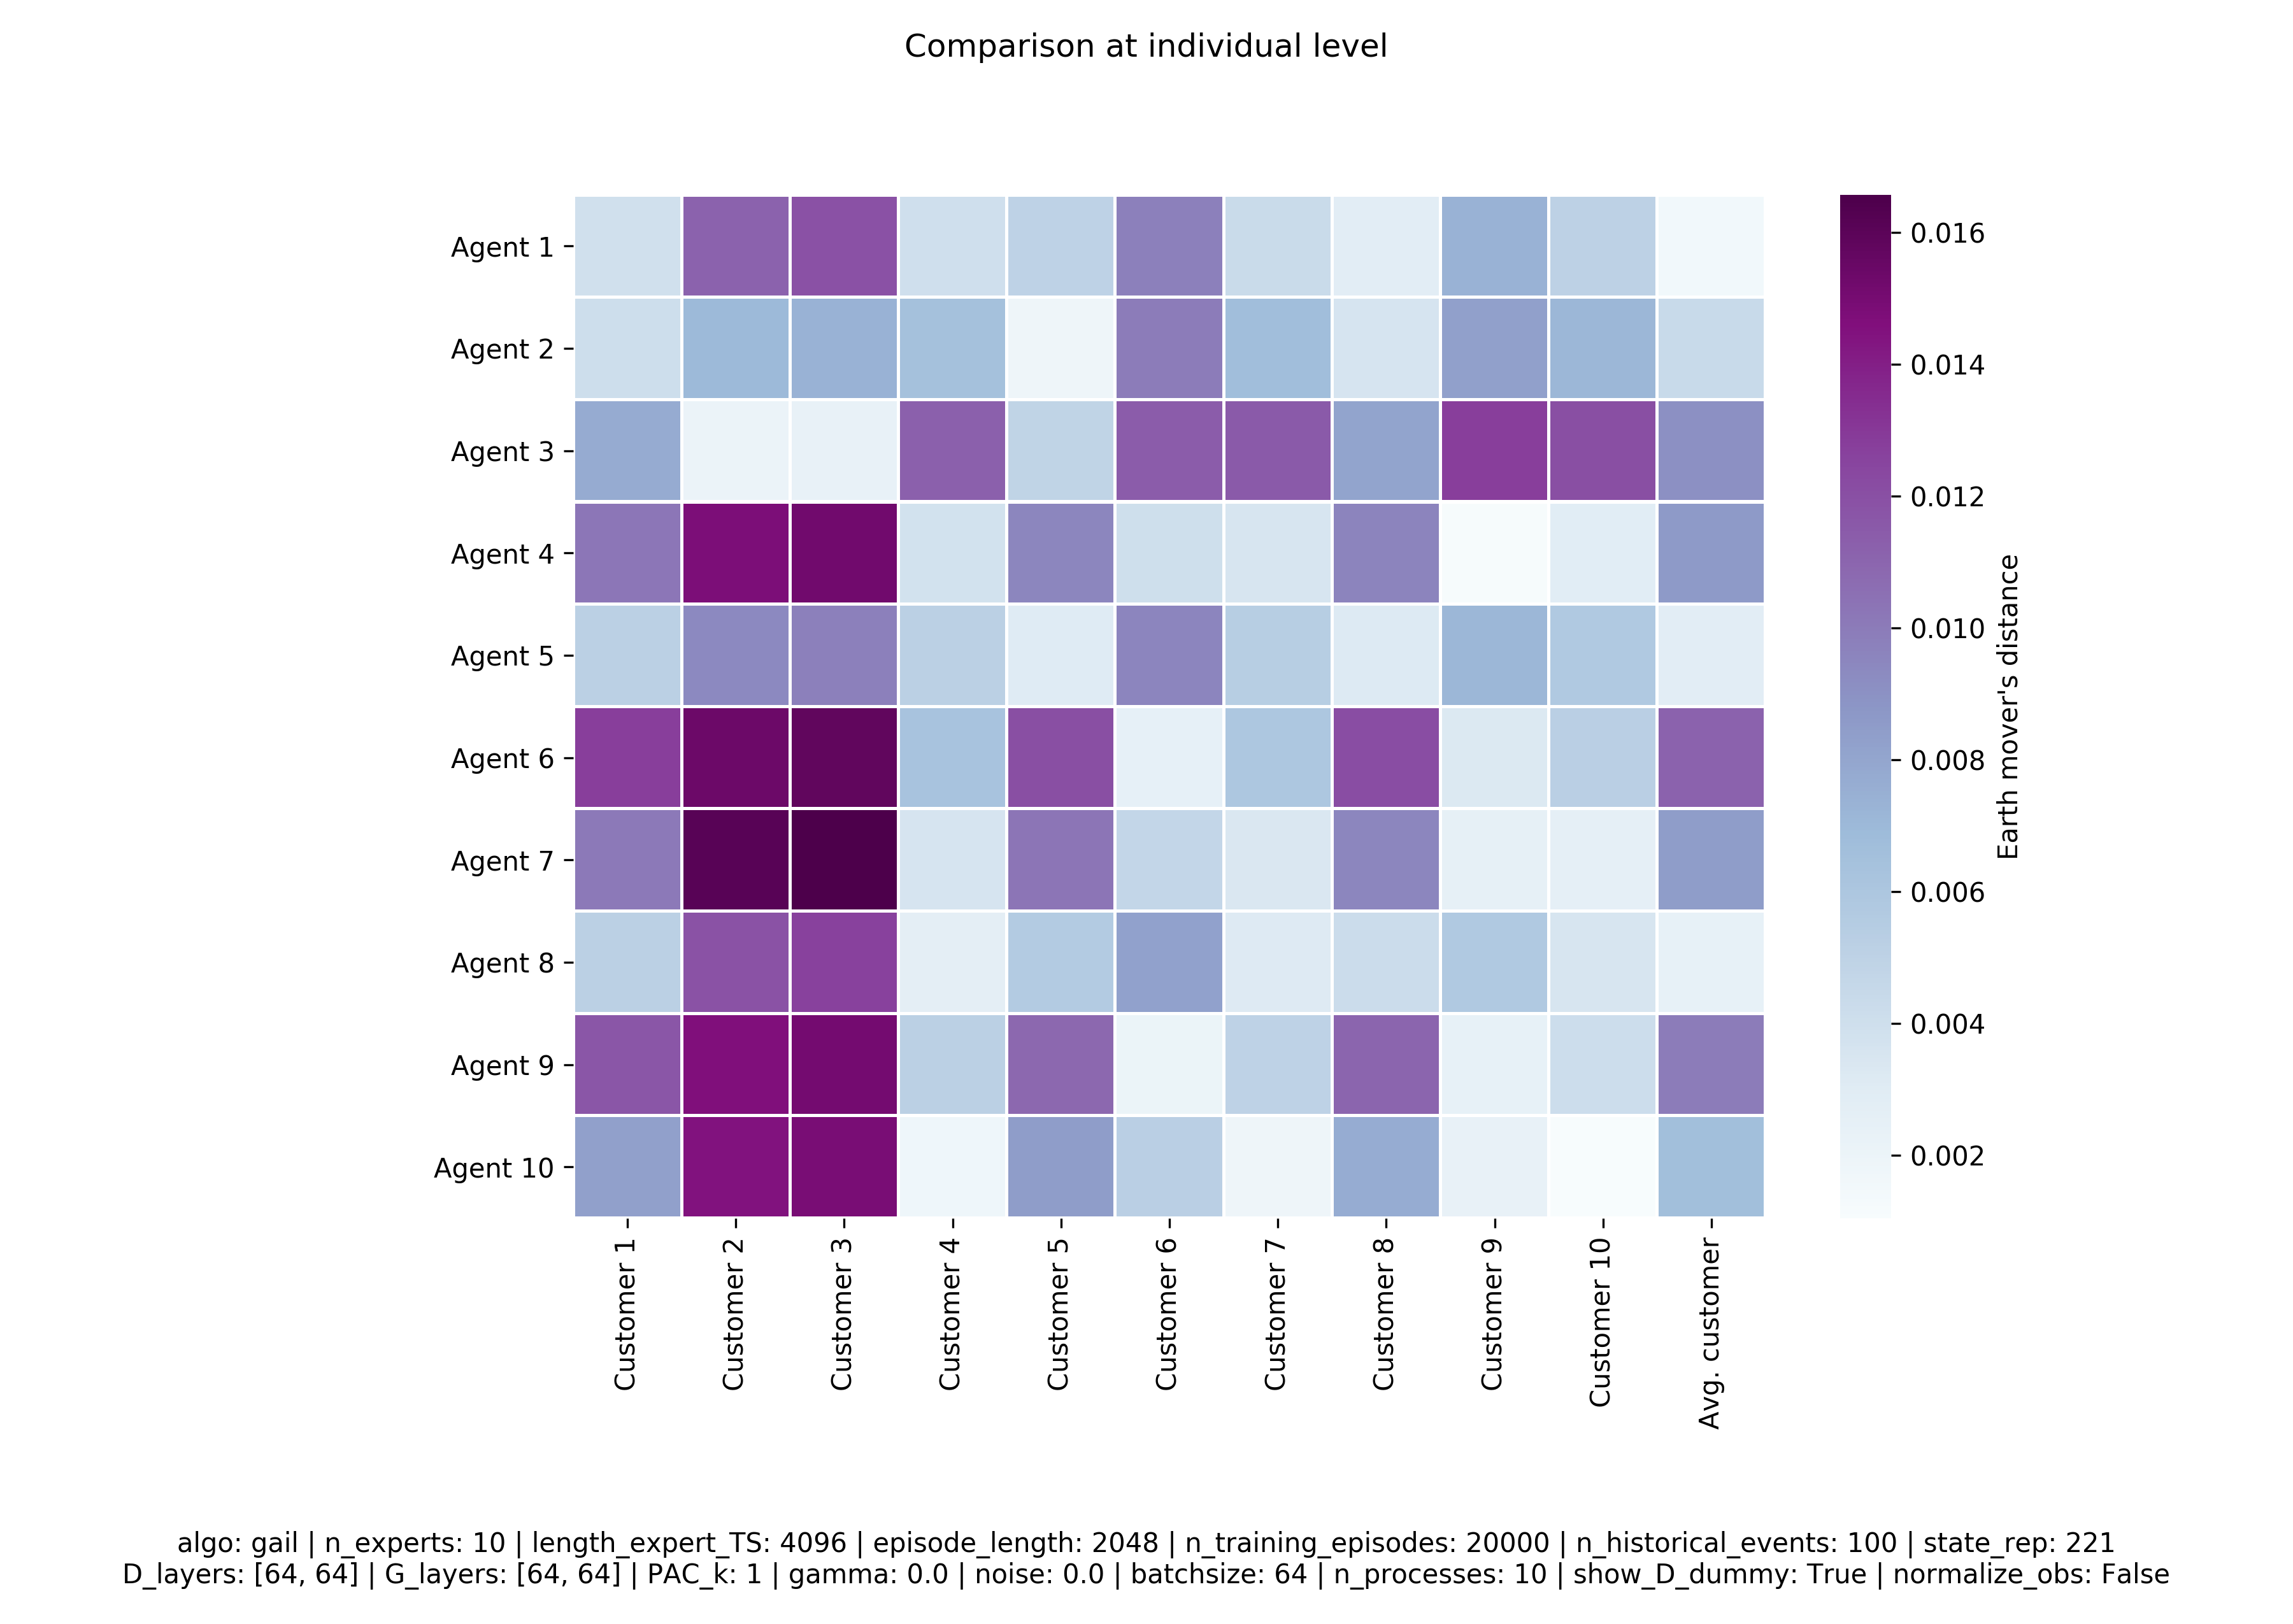 Comparison at individual level
Agent 1
Agent 2
Agent 3
Agent 4
Agent 5
Agent 6
Agent 7
Agent 8
Agent 9
Agent 10
Customer 1
Customer 2
Customer 3
Customer 4
Customer 5
Customer 6
Customer 7
Customer 8
Customer 9
Customer 10
Avg. customer
0.016
0.014
0.012
0.010
0.008
0.006
0.004
0.002
Earth mover's distance
algo: gail | n_experts: 10 | length_expert_TS: 4096 | episode_length: 2048 | n_training_episodes: 20000 | n_historical_events: 100 | state_rep: 221
D_layers: [64, 64] | G_layers: [64, 64] | PAC_k: 1 | gamma: 0.0 | noise: 0.0 | batchsize: 64 | n_processes: 10 | show_D_dummy: True | normalize_obs: False